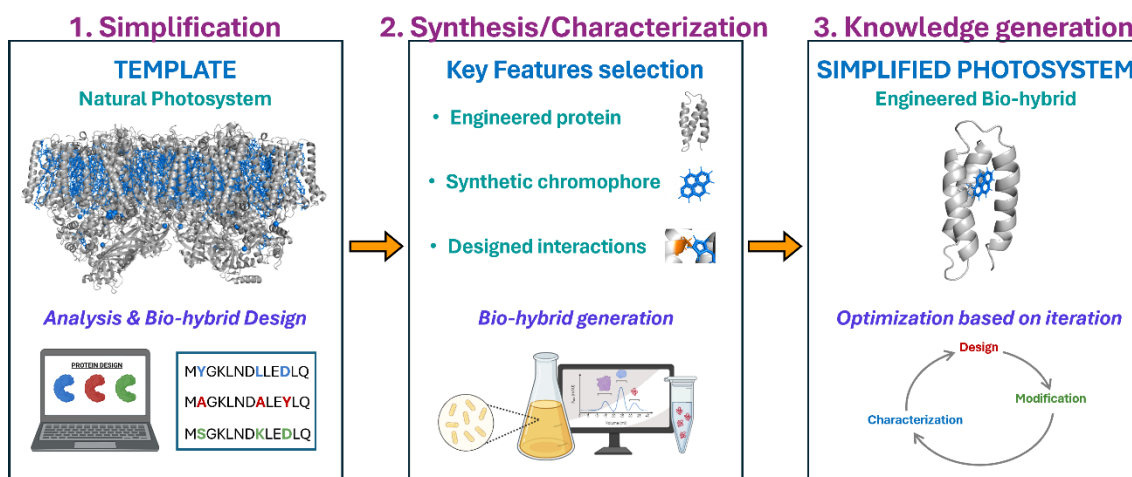 1. Simplification
TEMPLATE
Natural Photosystem
Analysis & Bio-hybrid Design
PROTEIN DESIGN
MYGKLNDLLEDLQ
MAGKLNDALEYLQ
MSGKLNDKLEDLQ
2. Synthesis/Characterization
Key Features selection
• Engineered protein
• Synthetic chromophore
• Designed interactions
Bio-hybrid generation
Volume (ml)
3. Knowledge generation
SIMPLIFIED PHOTOSYSTEM
Engineered Bio-hybrid
Optimization based on iteration
Design
Modification
Characterization